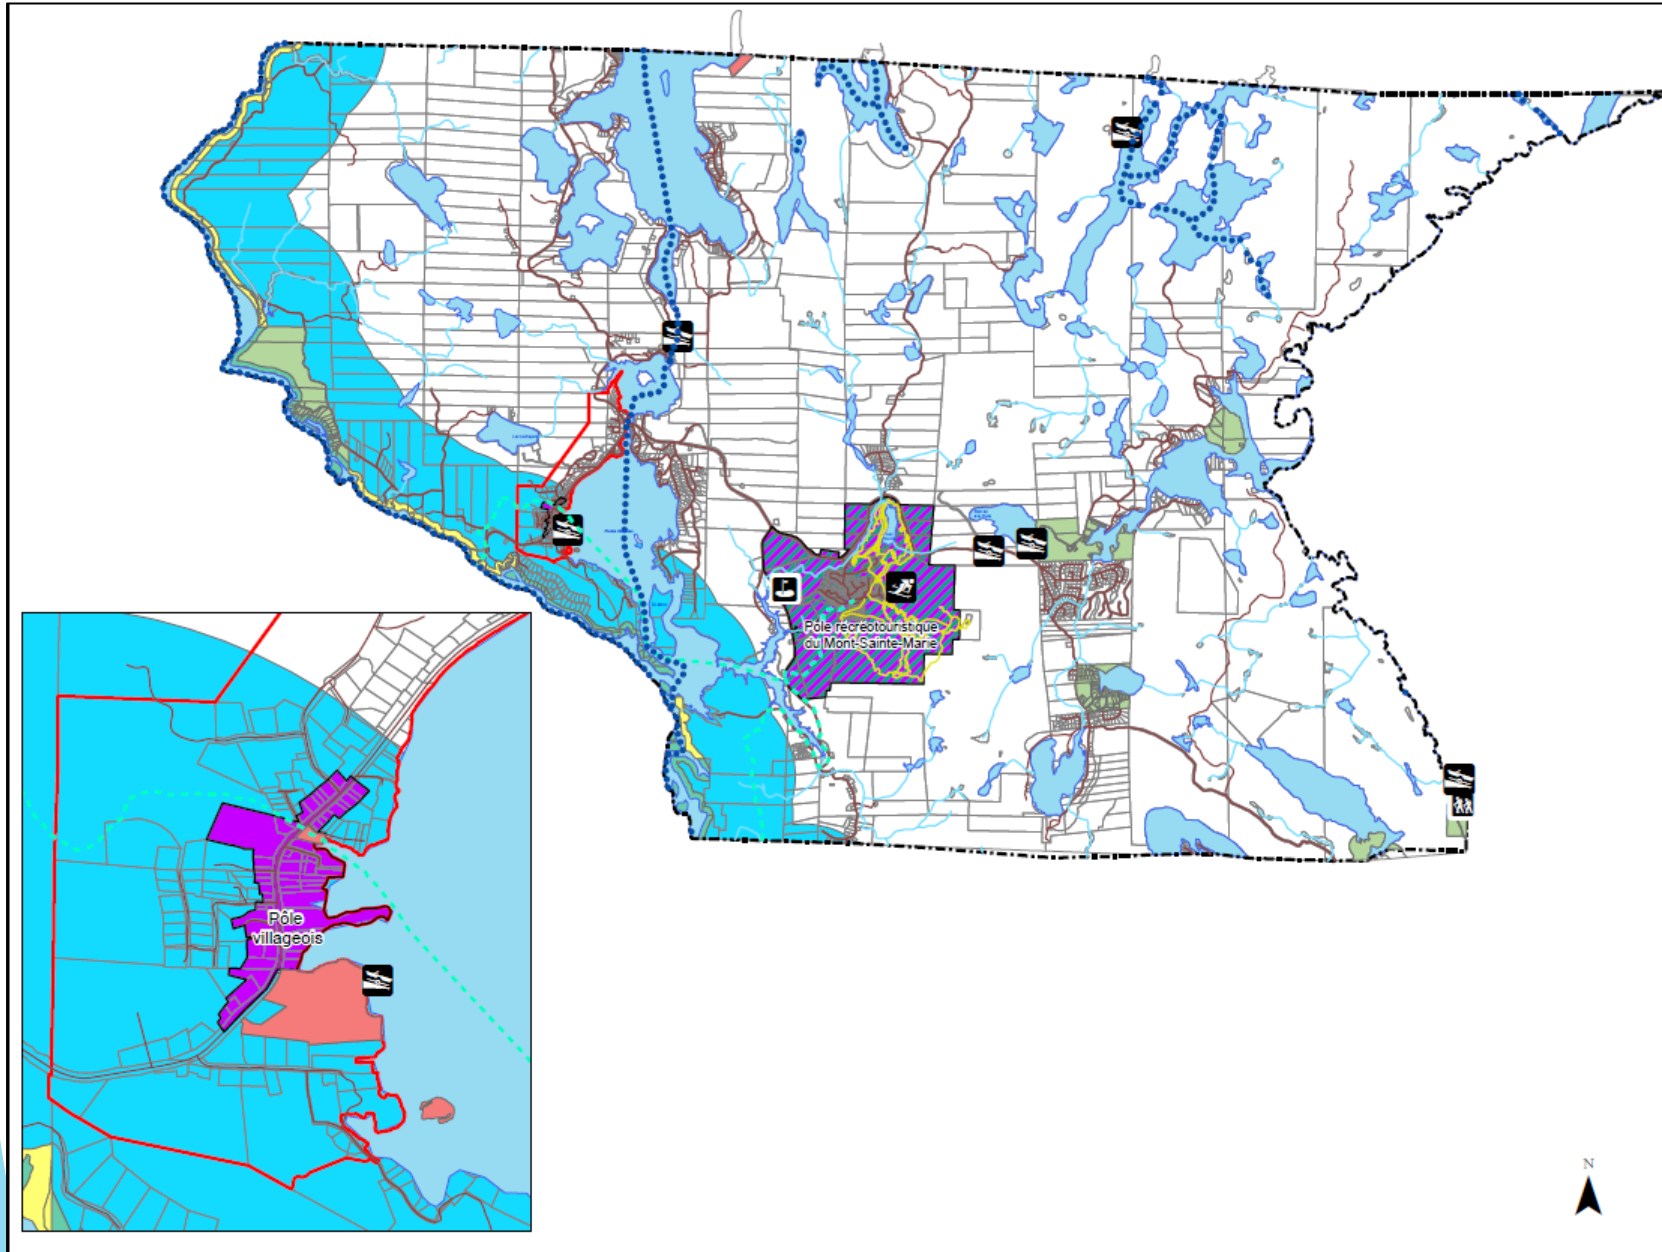 Pôle récréotouristique
du Mont-Sainte-Marie
Pôle
villageois
N